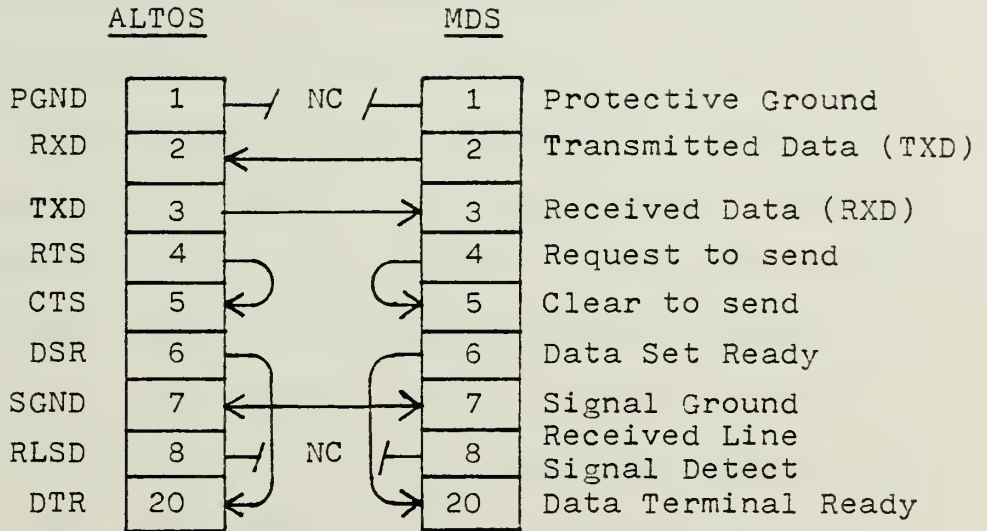 ALTOS MDS
PGND 1 NC 1 Protective Ground
RXD 2 2 Transmitted Data (TXD)
TXD 3 3 Received Data (RXD)
RTS 4 4 Request to send
CTS 5 5 Clear to send
DSR 6 6 Data Set Ready
SGND 7 7 Signal Ground
RLSD 8 NC 8 Received Line
Signal Detect
DTR 20 20 Data Terminal Ready